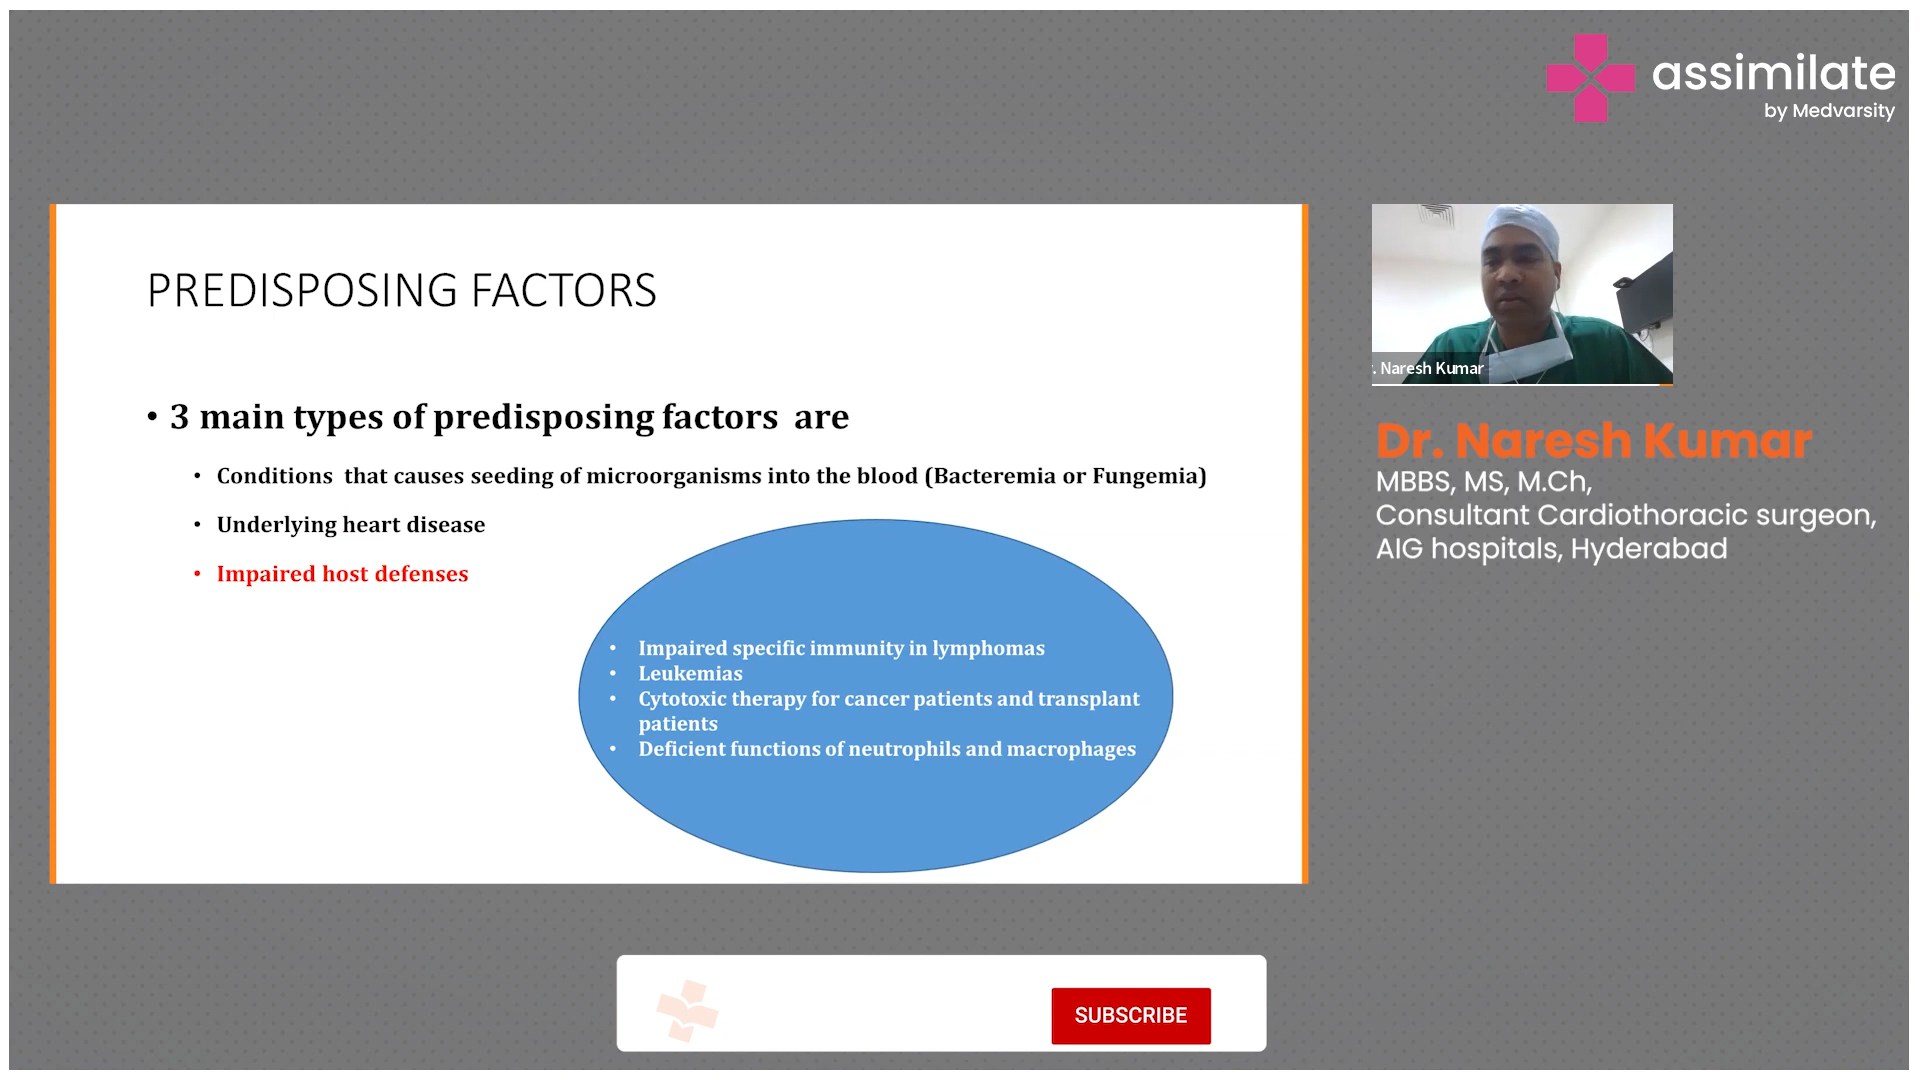 assimilate
by Medvarsity
PREDISPOSING FACTORS
• 3 main types of predisposing factors are
• Conditions that causes seeding of microorganisms into the blood (Bacteremia or Fungemia)
• Underlying heart disease
• Impaired host defenses
• Impaired specific immunity in lymphomas
• Leukemias
• Cytotoxic therapy for cancer patients and transplant
patients
• Deficient functions of neutrophils and macrophages
. Naresh Kumar
Dr. Naresh Kumar
MBBS, MS, M.Ch,
Consultant Cardiothoracic surgeon,
AIG hospitals, Hyderabad
SUBSCRIBE